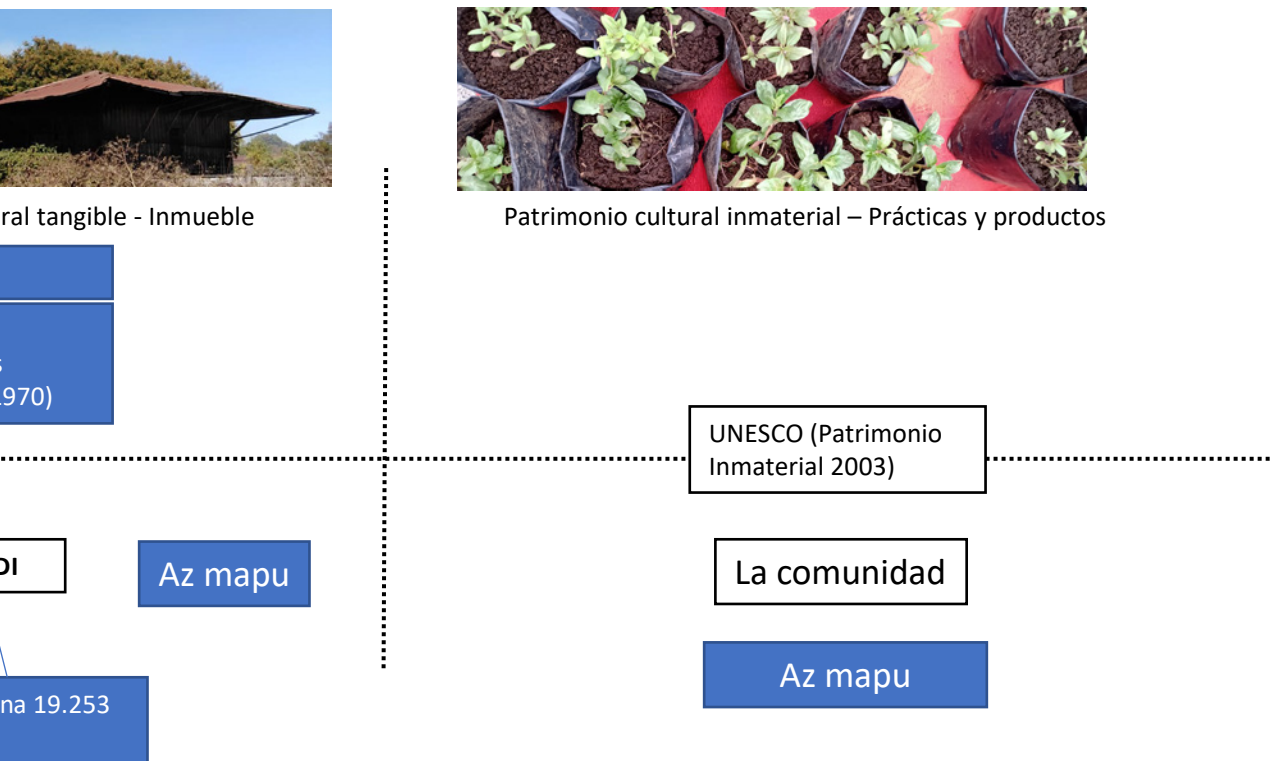 ral tangible - Inmueble
Patrimonio cultural inmaterial – Prácticas y productos
s
970)
UNESCO (Patrimonio
Inmaterial 2003)
DI
Az mapu
La comunidad
Az mapu
na 19.253